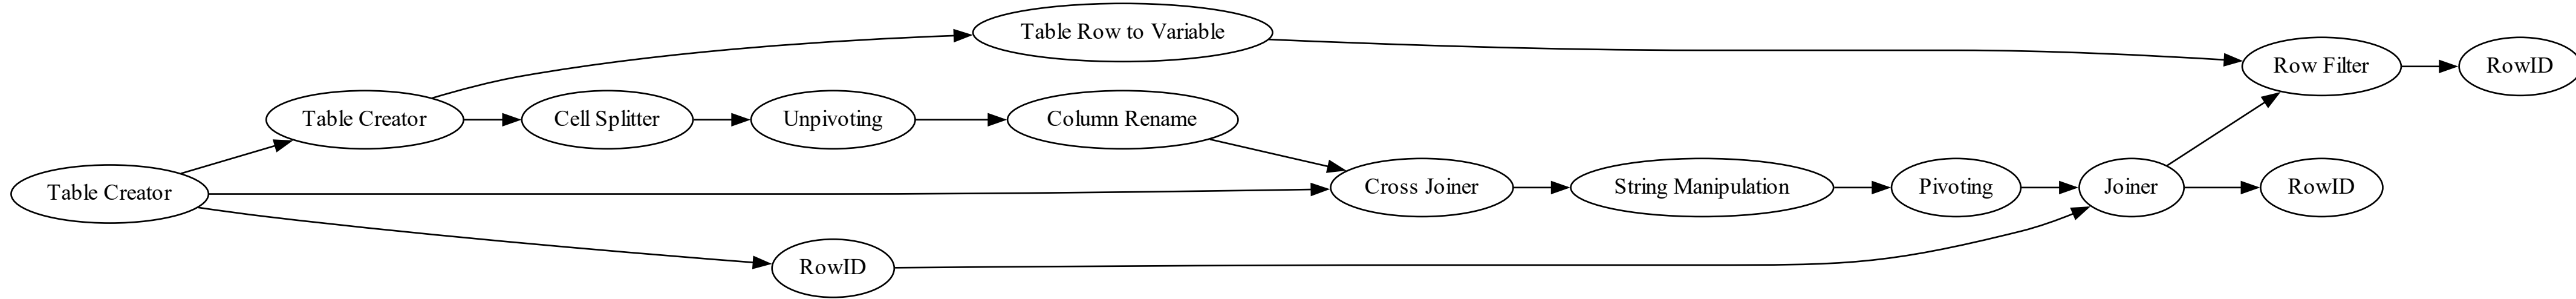 Table Row to Variable
Row Filter
RowID
Table Creator
Cell Splitter
Unpivoting
Column Rename
Table Creator
Cross Joiner
String Manipulation
Pivoting
Joiner
RowID
RowID